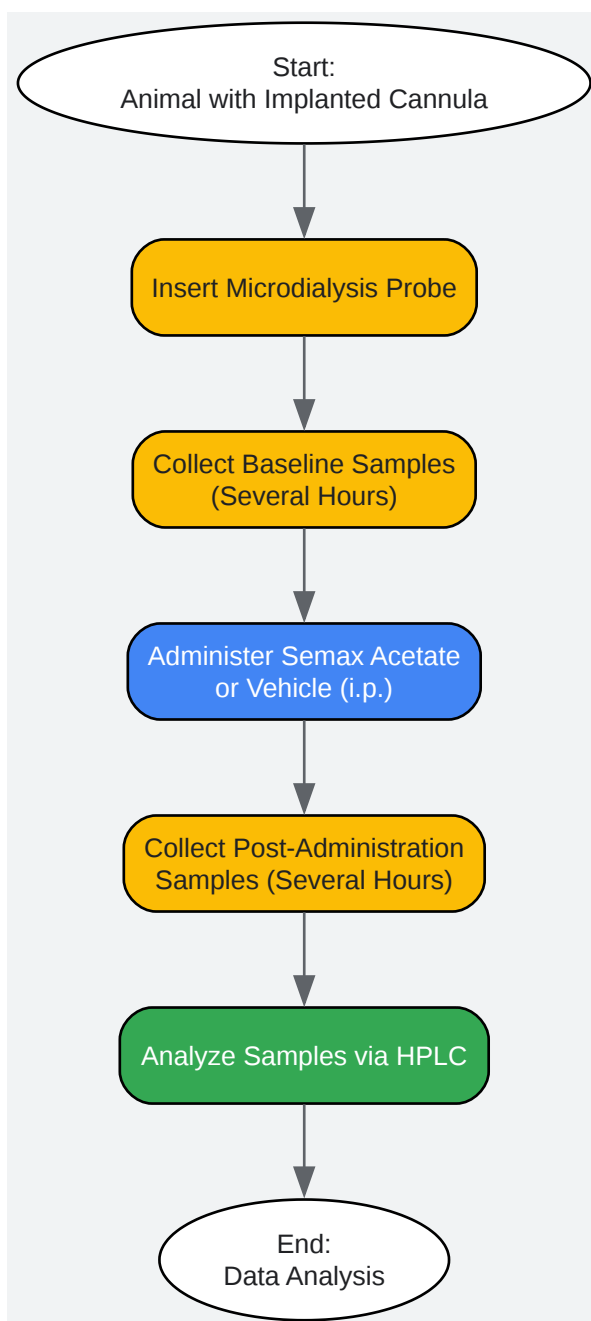 Start:
Animal with Implanted Cannula
Insert Microdialysis Probe
Collect Baseline Samples
(Several Hours)
Administer Semax Acetate
or Vehicle (i.p.)
Collect Post-Administration
Samples (Several Hours)
Analyze Samples via HPLC
End:
Data Analysis